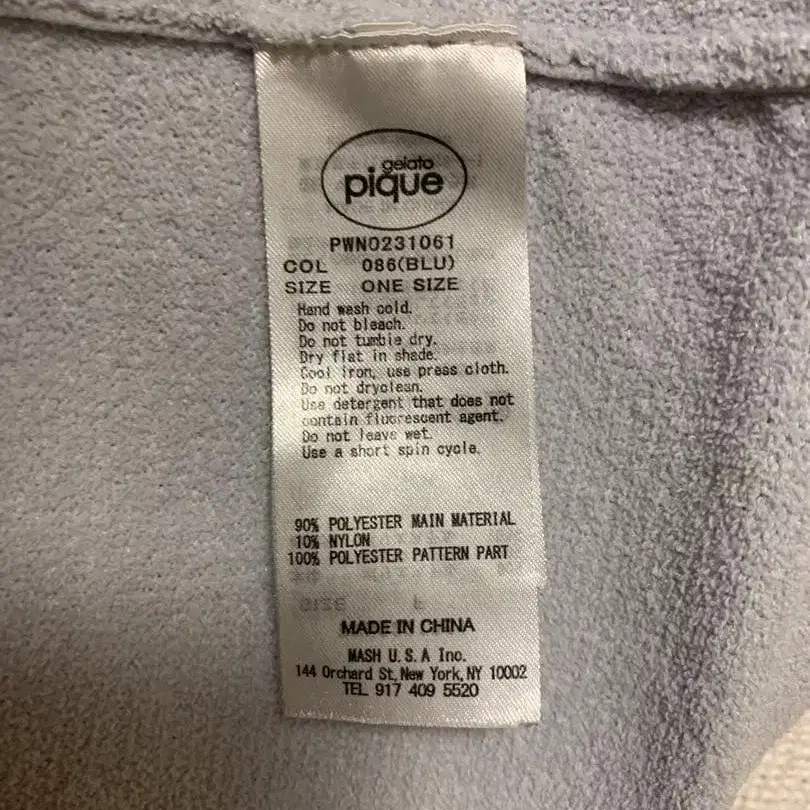 gelato
pique
PWNO231061
COL 086(BLU)
SIZE ONE SIZE
Hand wash cold.
Do not bleach.
Do not tumble dry.
Dry flat in shade.
Cool iron, use press cloth.
Do not dryclean.
Use detergent that does not
contain fluorescent agent.
Do not leave wet.
Use a short spin cycle.
90% POLYESTER MAIN MATERIAL
10% NYLON
100% POLYESTER PATTERN PART
MADE IN CHINA
MASH U.S.A Inc.
144 Orchard St, New York, NY 10002
TEL 917 409 5520